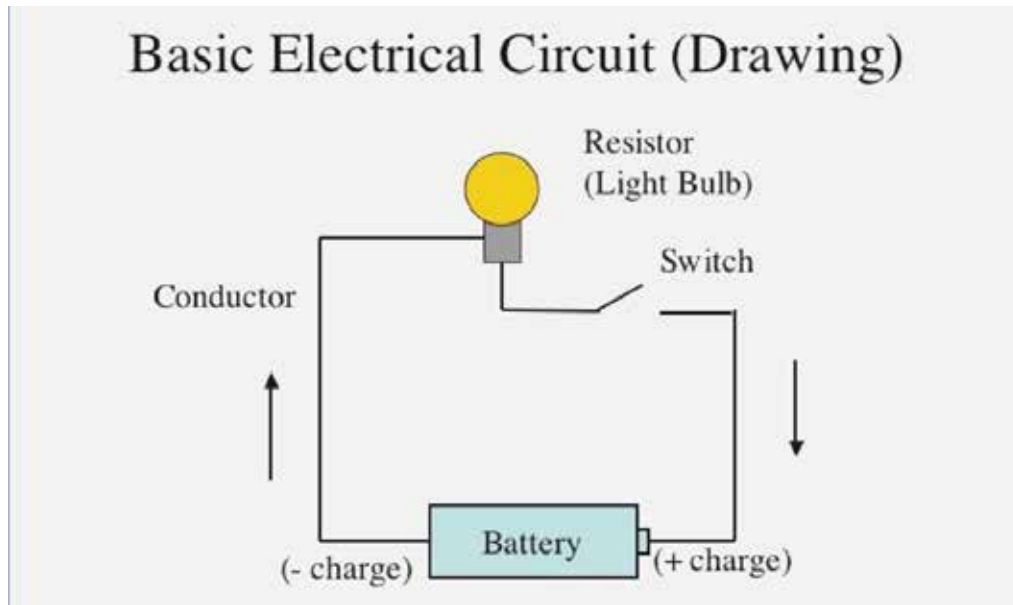 Basic Electrical Circuit (Drawing)
Resistor
(Light Bulb)
Switch
Conductor
Battery
(- charge)
(+ charge)